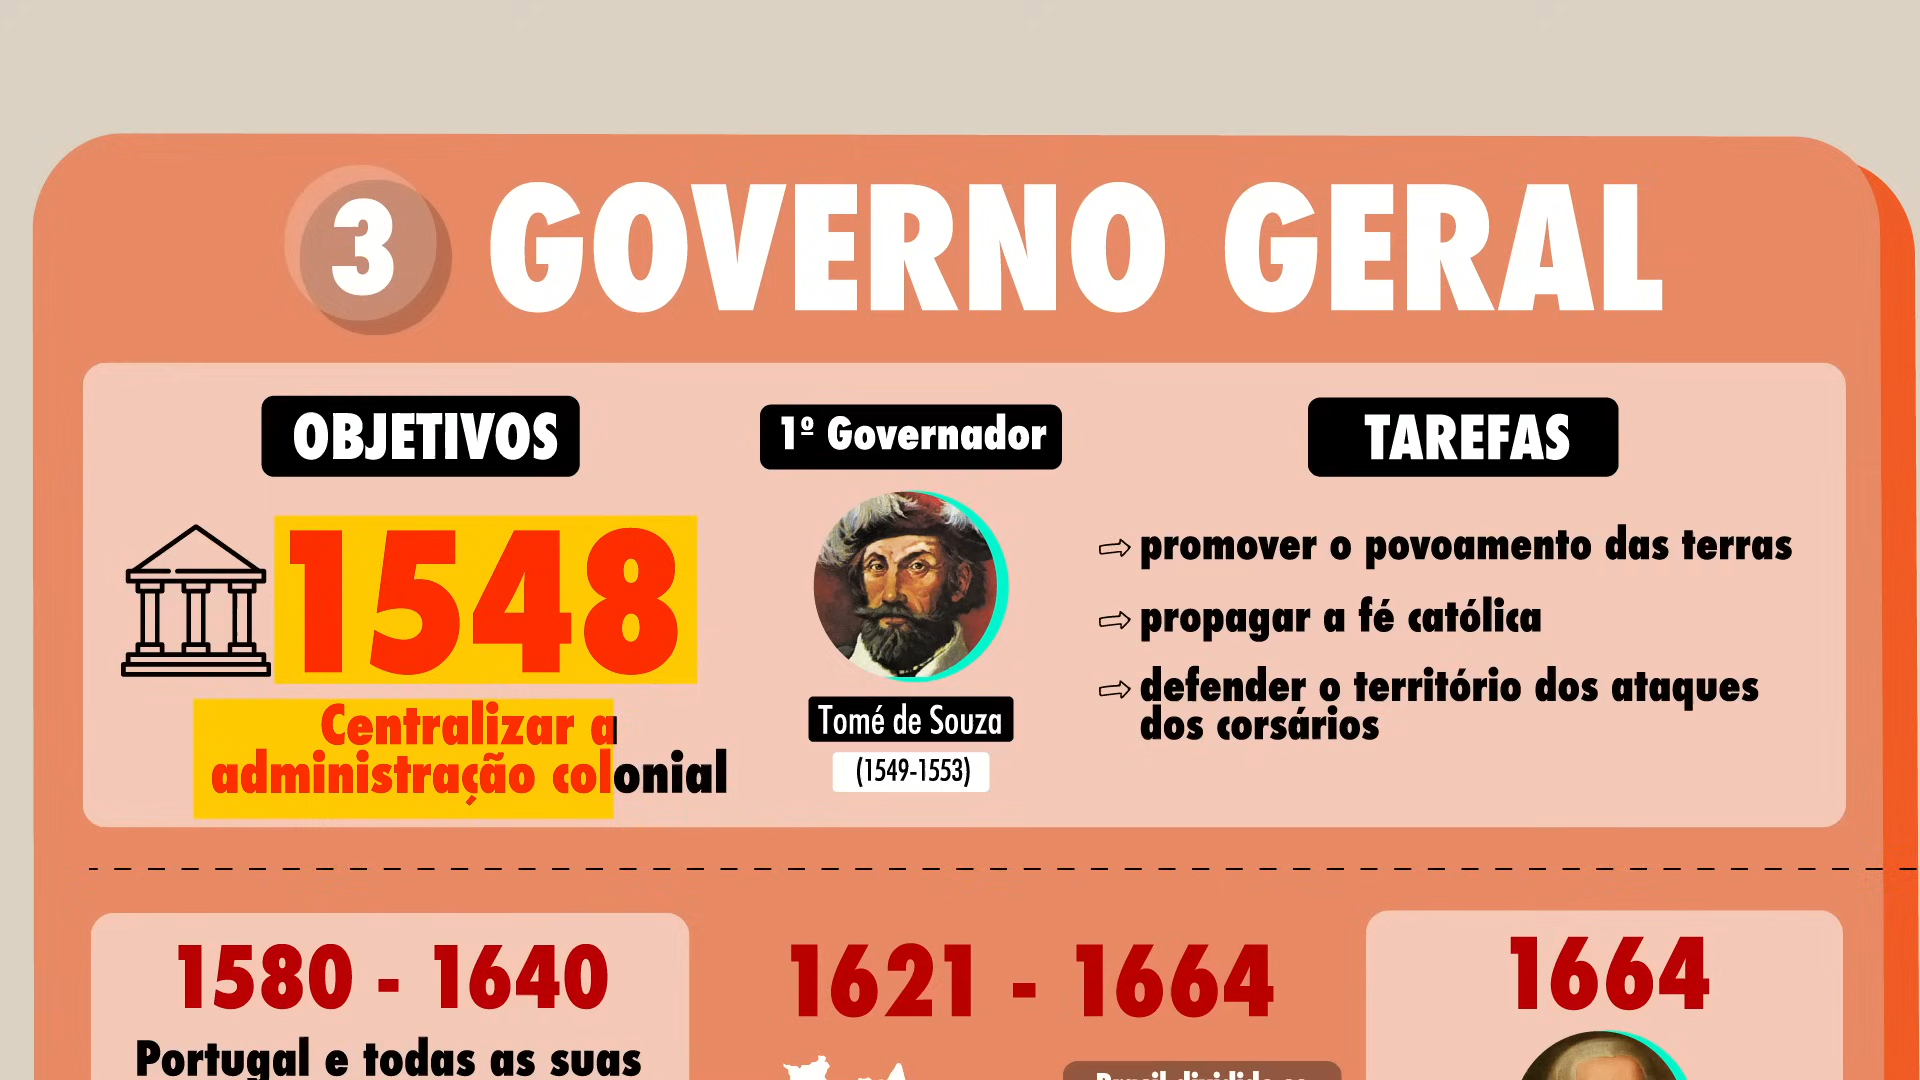 3 GOVERNO GERAL
OBJETIVOS
1548
Centralizar a
administração colonial
1º Governador
Tomé de Souza
(1549-1553)
TAREFAS
⇨ promover o povoamento das terras
⇨ propagar a fé católica
⇨ defender o território dos ataques
dos corsários
1580 - 1640
Portugal e todas as suas
1621 - 1664
Brasil dividido
1664